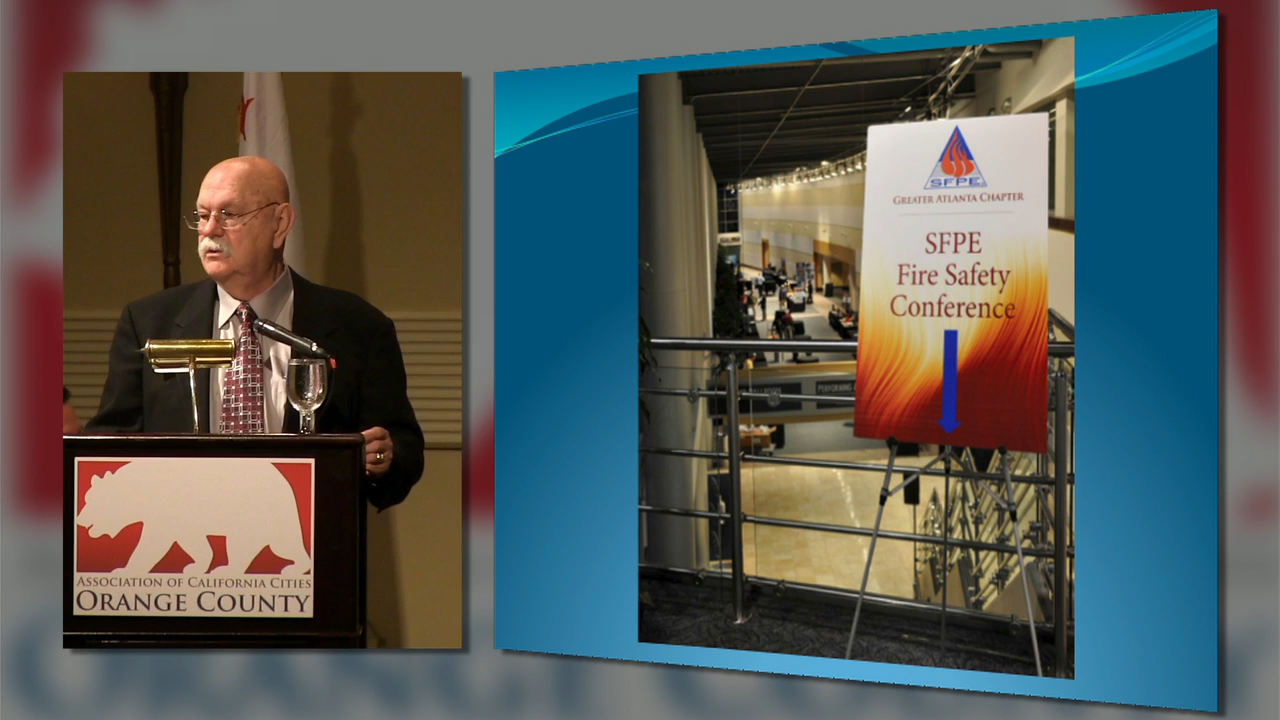 ASSOCIATION OF CALIFORNIA CITIES
ORANGE COUNTY
SFPE
GREATER ATLANTA CHAPTER
SFPE
Fire Safety
Conference